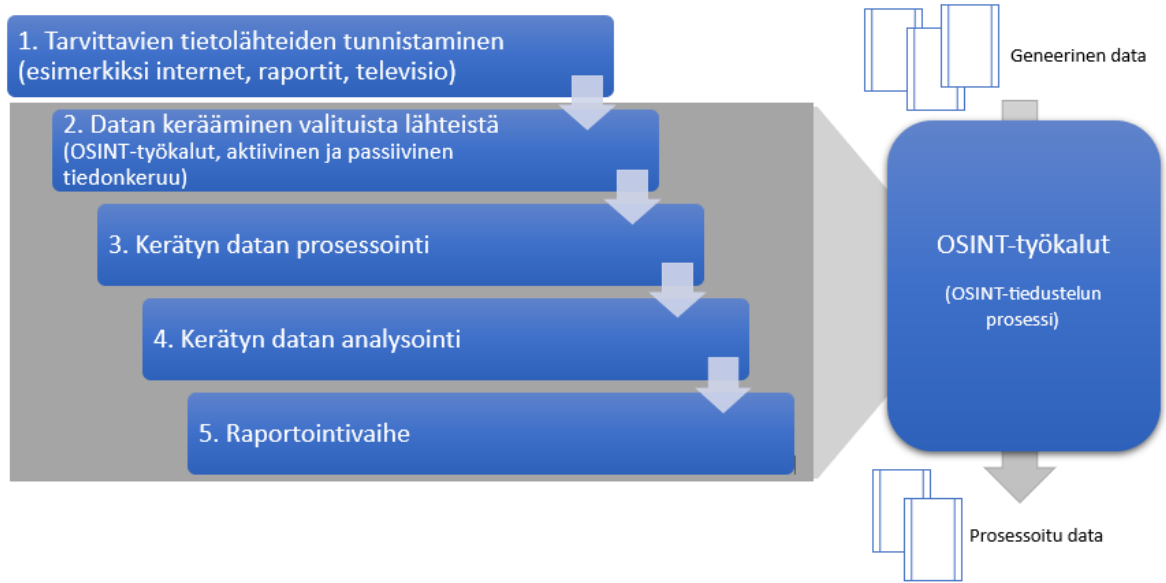 1. Tarvittavien tietolähteiden tunnistaminen
(esimerkiksi internet, raportit, televisio)
2. Datan kerääminen valituista lähteistä
(OSINT-työkalut, aktiivinen ja passiivinen
tiedonkeruu)
3. Kerätyn datan prosessointi
4. Kerätyn datan analysointi
5. Raportointivaihe
Geneerinen data
OSINT-työkalut
(OSINT-tiedustelun
prosessi)
Prosessoitu data